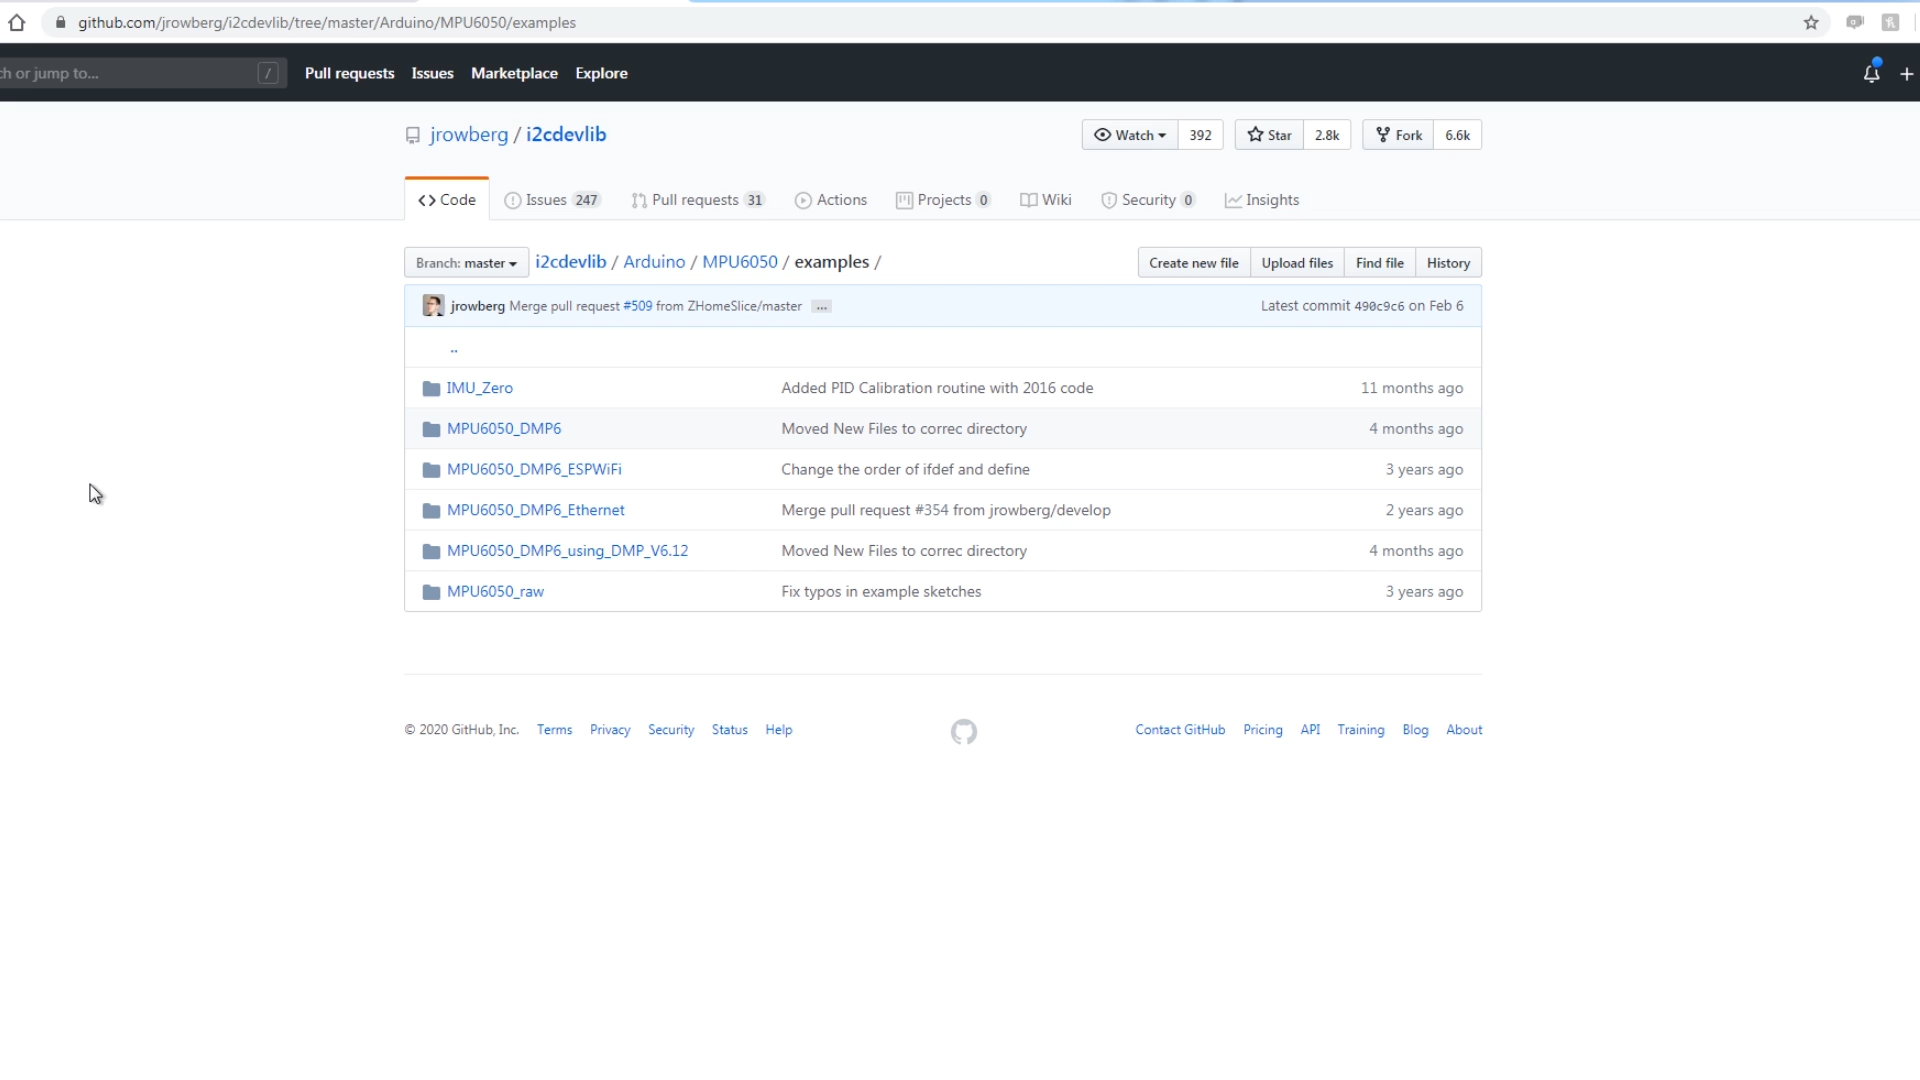 github.com/jrowberg/i2cdevlib/tree/master/Arduino/MPU6050/examples
ch or jump to... / Pull requests Issues Marketplace Explore
jrowberg / i2cdevlib Watch 392 Star 2.8k Fork 6.6k
Code Issues 247 Pull requests 31 Actions Projects 0 Wiki Security 0 Insights
Branch: master i2cdevlib / Arduino / MPU6050 / examples / Create new file Upload files Find file History
jrowberg Merge pull request #509 from ZHomeSlice/master ... Latest commit 490c9c6 on Feb 6
..
IMU_Zero Added PID Calibration routine with 2016 code 11 months ago
MPU6050_DMP6 Moved New Files to correc directory 4 months ago
MPU6050_DMP6_ESPWiFi Change the order of ifdef and define 3 years ago
MPU6050_DMP6_Ethernet Merge pull request #354 from jrowberg/develop 2 years ago
MPU6050_DMP6_using_DMP_V6.12 Moved New Files to correc directory 4 months ago
MPU6050_raw Fix typos in example sketches 3 years ago
© 2020 GitHub, Inc. Terms Privacy Security Status Help Contact GitHub Pricing API Training Blog About